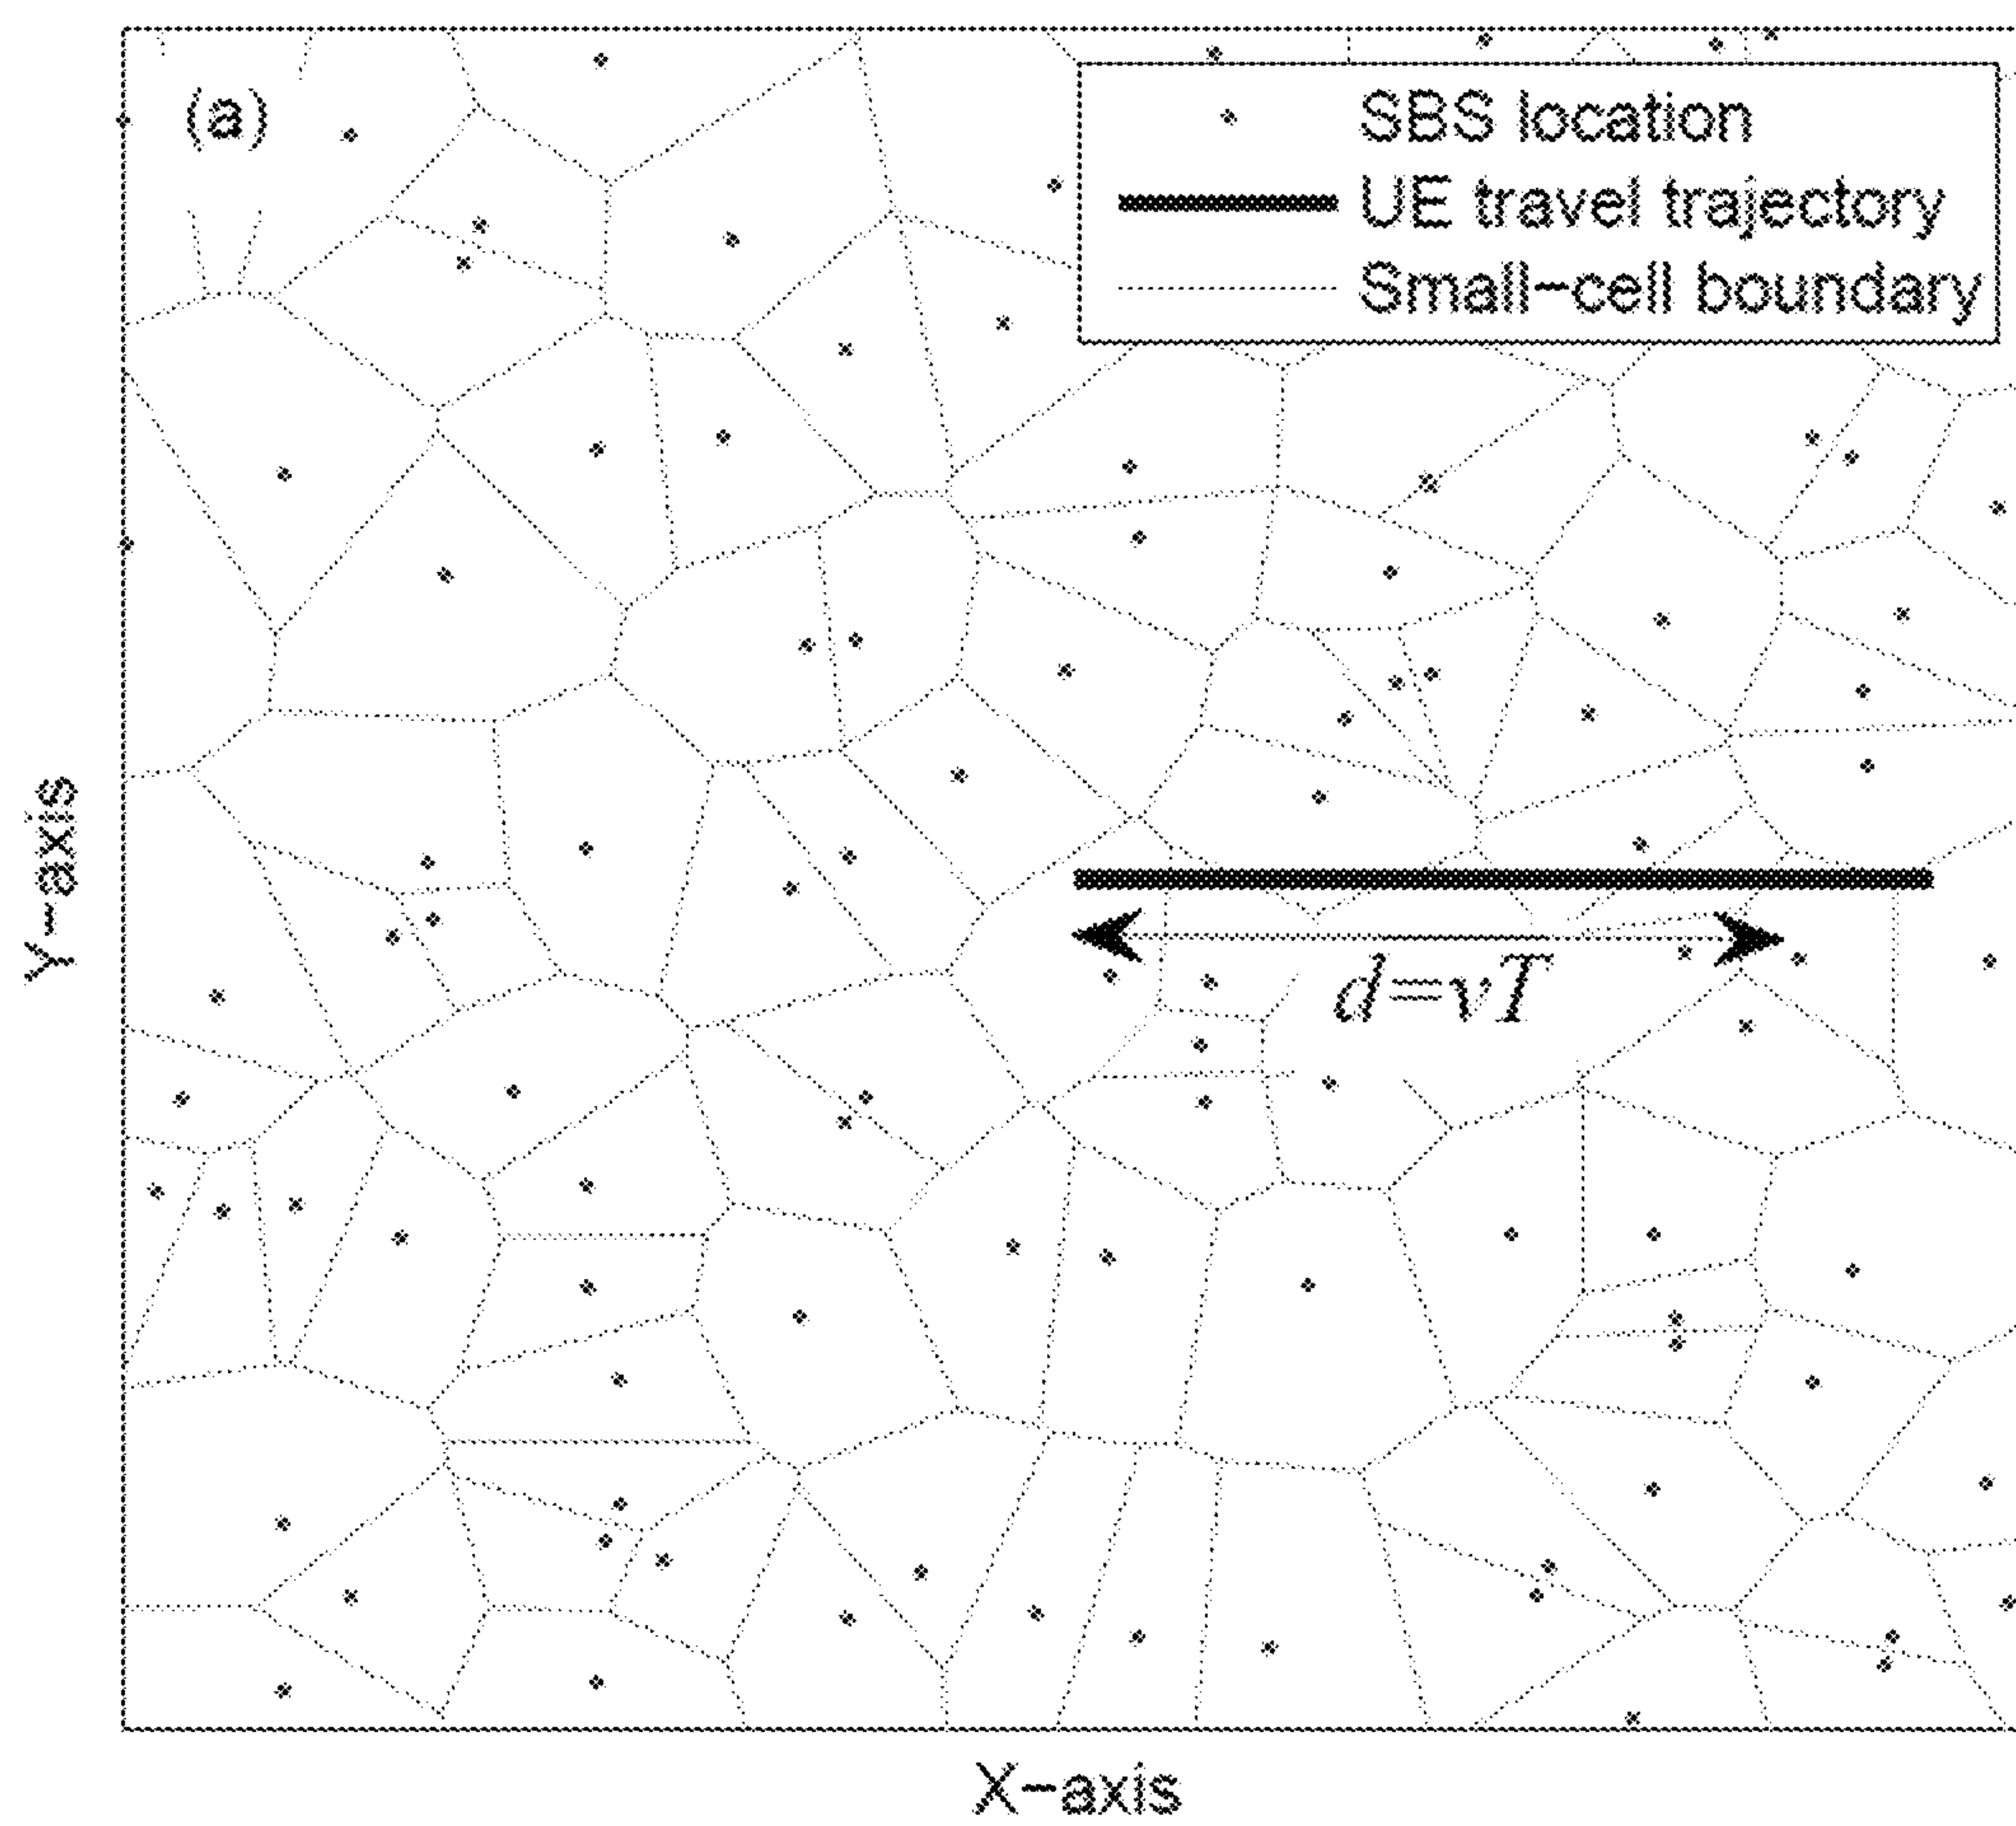 (a)
SBS location
UE travel trajectory
Small-cell boundary
Y-axis
d=vT
X-axis